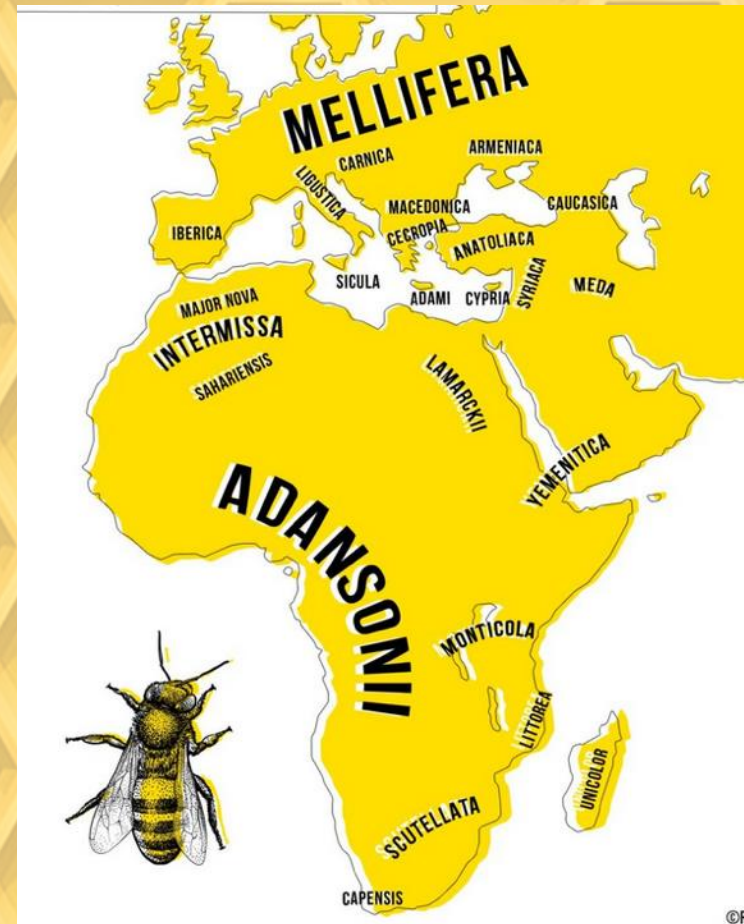 MELLIFERA
CARNICA
ARMENIACA
LIGUSTICA
MACEDONICA
CAUCASICA
IBERICA
CECROPIA
ANATOLIACA
SICULA
ADAMI
CYPRIA
SYRIACA
MEDA
MAJOR NOVA
INTERMISSA
SAHARIENSIS
LAMARCKII
YEMENITICA
ADANSONII
MONTICOLA
LITTOREA
UNICOLOR
SCUTELLATA
CAPENSIS